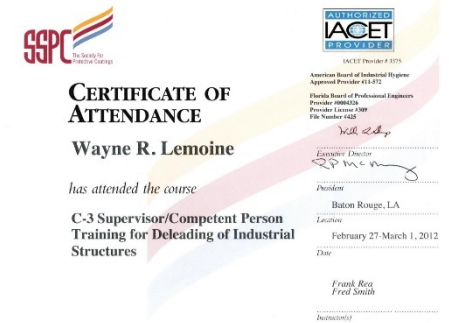 SSPC
The Society For
Protective Coatings
AUTHORIZED
IACET
PROVIDER
IACET Provider # 3375
American Board of Industrial Hygiene
Approved Provider #11-572
Florida Board of Professional Engineers
Provider #0004326
Provider License #309
File Number #425
CERTIFICATE OF
ATTENDANCE
Wayne R. Lemoine
has attended the course
C-3 Supervisor/Competent Person
Training for Deleading of Industrial
Structures
Executive Director
President
Baton Rouge, LA
Location
February 27-March 1, 2012
Date
Frank Rea
Fred Smith
Instructor(s)